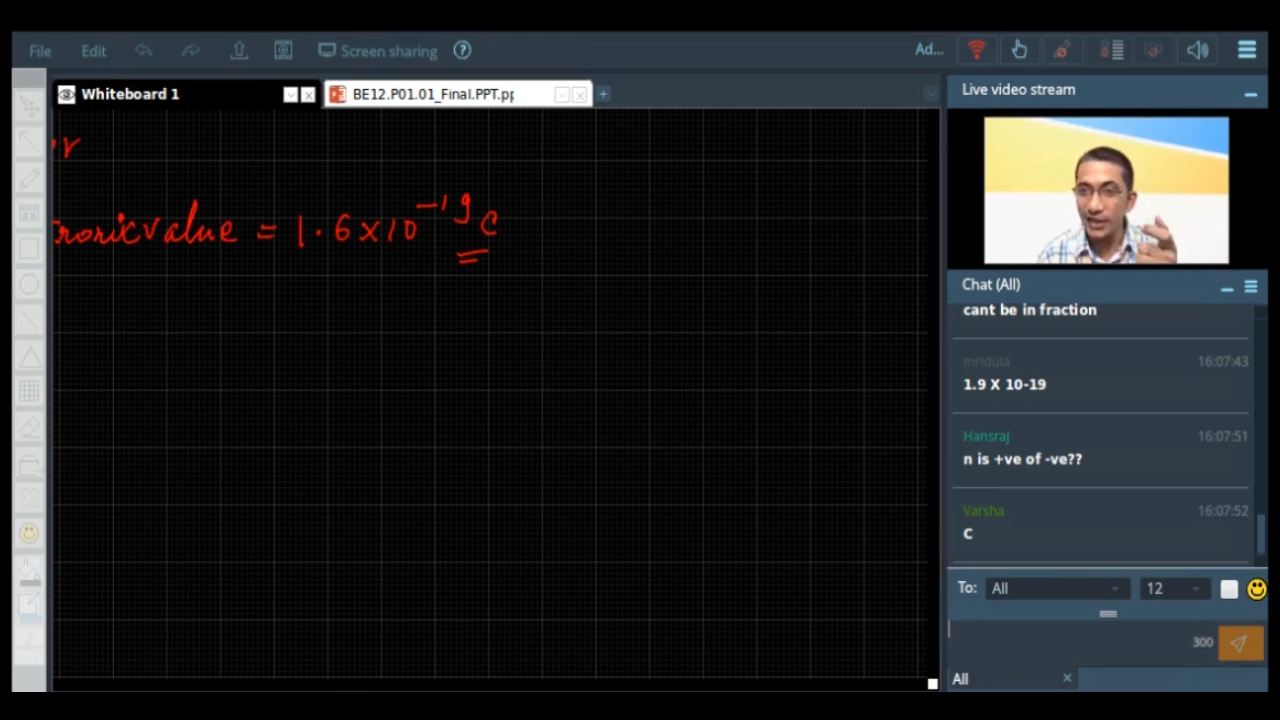 File Edit Screen sharing ? Ad...
Whiteboard 1 BE12.P01.01_Final.PPT.pp +
Live video stream
r
value = 1.6×10⁻¹⁹ C
Chat (All)
cant be in fraction
mridula 16:07:43
1.9 X 10-19
Hansraj 16:07:51
n is +ve of -ve??
Varsha 16:07:52
C
To: All 12
300
All